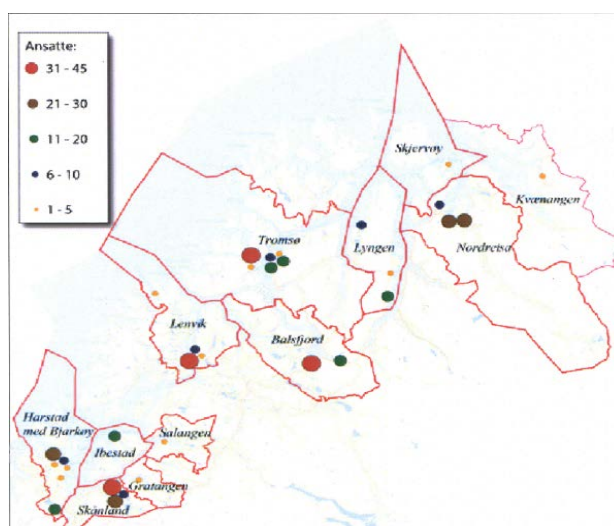 Ansatte:
31 - 45
21 - 30
11 - 20
6 - 10
1 - 5
Skjervøy
Kvænangen
Tromsø
Lyngen
Nordreisa
Lenvik
Balsfjord
Harstad
med Bjarkøy
Ibestad
Salangen
Gratangen
Skånland